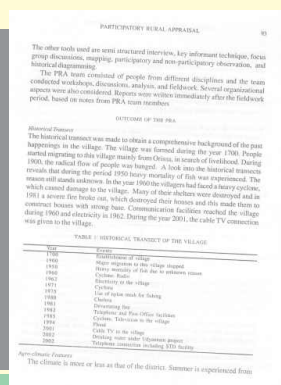 PARTICIPATORY RURAL APPRAISAL
The other tools used are semi structured interview, key informant technique, focus
group discussions, mapping, participatory and non-participatory observation, and
historical diagramming.
The PRA team consisted of people from different disciplines and the team
conducted workshops, discussions, analysis, and fieldwork. Several organizational
aspects were also considered. Reports were written immediately after the fieldwork
period, based on notes from PRA team members
OUTCOME OF THE PRA
Historical Features
The historical transect was made to obtain a comprehensive background of the past
happenings in the village. The village was formed during the year 1700. People
started migrating to this village mainly from Orissa, in search of livelihood. During
1900, the radical flow of people was banged. A look into the historical transects
reveals that during the period 1950 heavy mortality of fish was experienced. The
reason still stands unknown. In the year 1960 the villagers had faced a heavy cyclone,
which caused damage to the village. Many of their shelters were destroyed and in
1981 a severe fire broke out, which destroyed their houses and this made them to
construct houses with strong base. Communication facilities reached the village
during 1960 and electricity in 1962. During the year 2001, the cable TV connection
was given to the village.
TABLE 1 HISTORICAL TRANSECT OF THE VILLAGE
Year Events
1700 Establishment of village
1900 Major migration to this village stopped
1950 Heavy mortality of fish due to unknown reason
1960 Cyclone, Radio
1962 Electricity in the village
1971 Cyclone
1975 Use of nylon mesh for fishing
1980 Cholera
1981 Devastating fire
1982 Telephone and Post Office facilities
1985 Cyclone, Television in the village
1994 Flood
2001 Cable TV in the village
2002 Drinking water under
2002 Telephone connection including STD facility
Agro-climatic Features
The climate is more or less as that of the district. Summer is experienced from